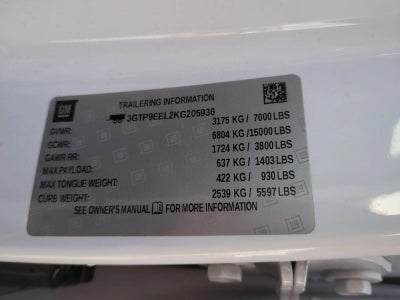 GM
TRAILERING INFORMATION
3GTP9EEL2KG205936
GVWR: 3175 KG / 7000 LBS
GCWR: 6804 KG /15000 LBS
GAWR RR: 1724 KG / 3800 LBS
MAX PAYLOAD: 637 KG / 1403 LBS
MAX TONGUE WEIGHT: 422 KG / 930 LBS
CURB WEIGHT: 2539 KG / 5597 LBS
SEE OWNER'S MANUAL FOR MORE INFORMATION